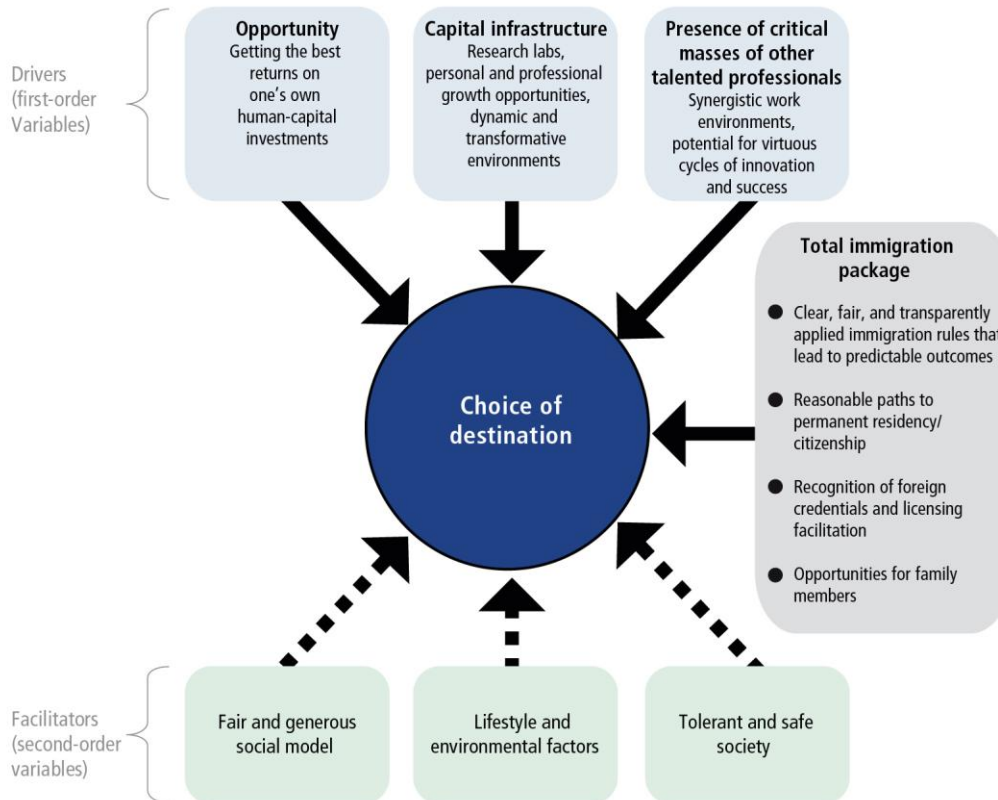 Drivers
(first-order
Variables)
Opportunity
Getting the best
returns on
one's own
human-capital
investments
Capital infrastructure
Research labs,
personal and professional
growth opportunities,
dynamic and
transformative
environments
Presence of critical
masses of other
talented professionals
Synergistic work
environments,
potential for virtuous
cycles of innovation
and success
Total immigration
package
● Clear, fair, and transparently
applied immigration rules that
lead to predictable outcomes
● Reasonable paths to
permanent residency/
citizenship
● Recognition of foreign
credentials and licensing
facilitation
● Opportunities for family
members
Choice of
destination
Facilitators
(second-order
variables)
Fair and generous
social model
Lifestyle and
environmental factors
Tolerant and safe
society